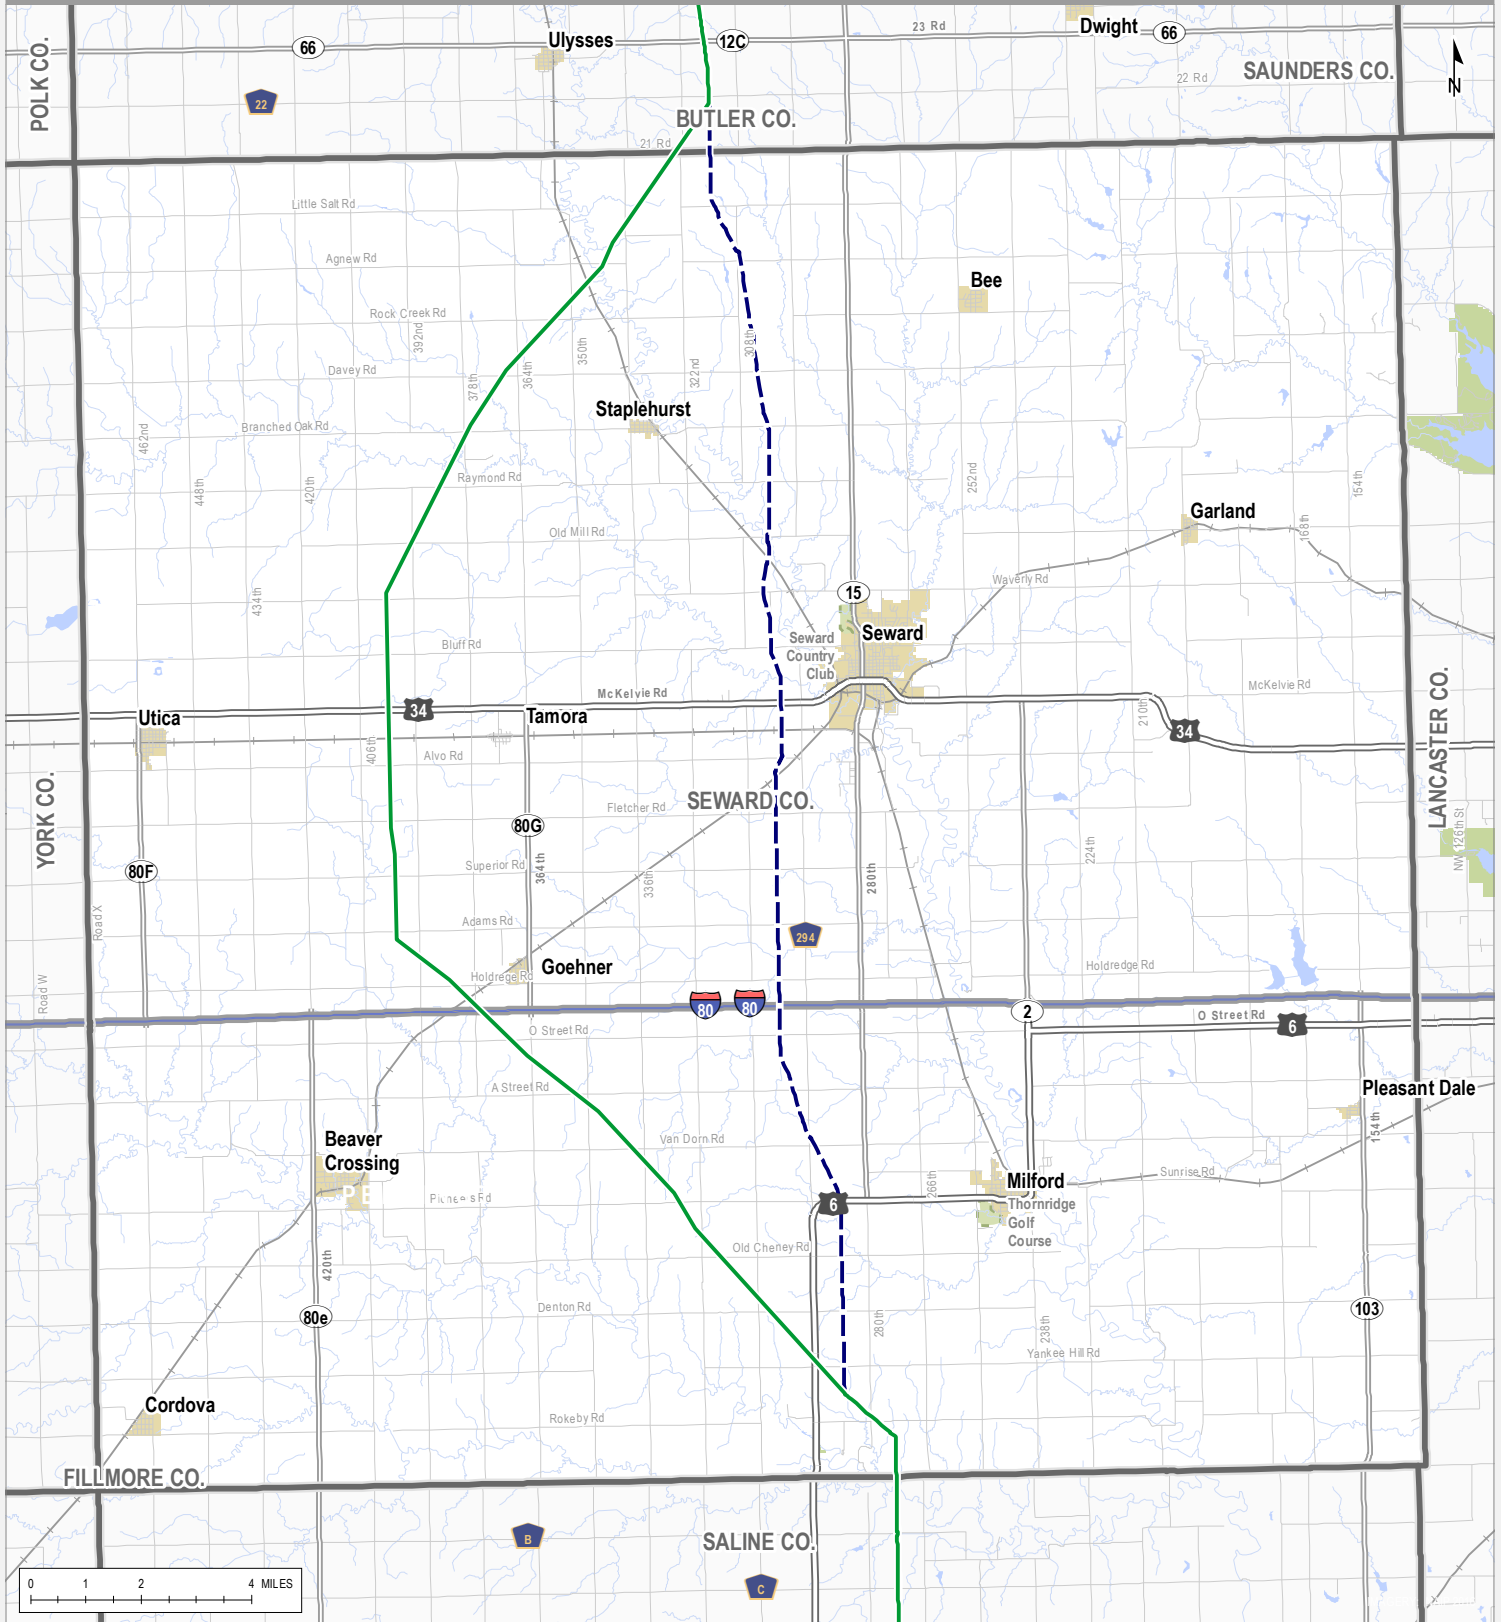 Dwight
23 Rd
66
Ulysses
12C
66
POLK CO.
SAUNDERS CO.
22 Rd
N
22
BUTLER CO.
21 Rd
Little Salt Rd
Agnew Rd
Bee
Rock Creek Rd
392nd
308th
350th
Davey Rd
378th
364th
322nd
Staplehurst
Branched Oak Rd
462nd
Raymond Rd
448th
420th
252nd
154th
Garland
Old Mill Rd
168th
Waverly Rd
434th
15
Seward
Bluff Rd
Seward
Country
Club
McKelvie Rd
McKelvie Rd
34
Utica
Tamora
210th
34
LANCASTER CO.
406th
Alvo Rd
YORK CO.
SEWARD CO.
Fletcher Rd
80G
NW 126th St
224th
80F
Superior Rd
364th
336th
280th
Road X
Adams Rd
294
Goehner
Holdrege Rd
Holdredge Rd
Road W
80
80
2
O Street Rd
6
O Street Rd
A Street Rd
Pleasant Dale
Beaver
Crossing
Van Dorn Rd
154th
Sunrise Rd
266th
Milford
6
Thornridge
Golf
Course
Old Cheney Rd
420th
Denton Rd
80e
280th
238th
103
Yankee Hill Rd
Cordova
Rokeby Rd
FILLMORE CO.
B
SALINE CO.
C
0 1 2 4 MILES